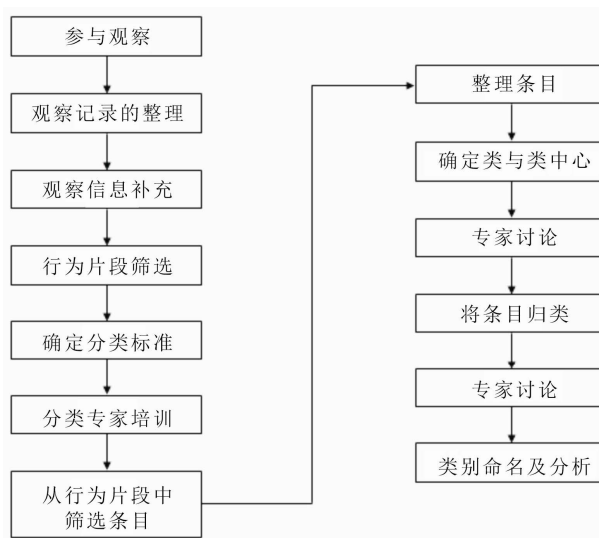 参与观察
观察记录的整理
观察信息补充
行为片段筛选
确定分类标准
分类专家培训
从行为片段中
筛选条目
整理条目
确定类与类中心
专家讨论
将条目归类
专家讨论
类别命名及分析